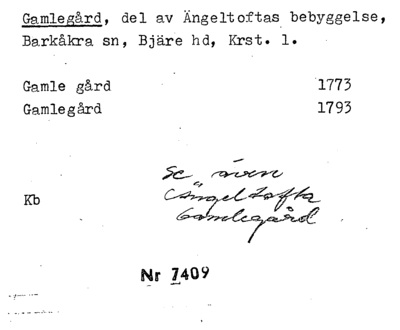 Gamlegård, del av Ängeltoftas bebyggelse,
Barkåkra sn, Bjäre hd, Krst. l.
Gamle gård 1773
Gamlegård 1793
Se även
Ängeltofta
Gamlegård
Kb
Nr 7409